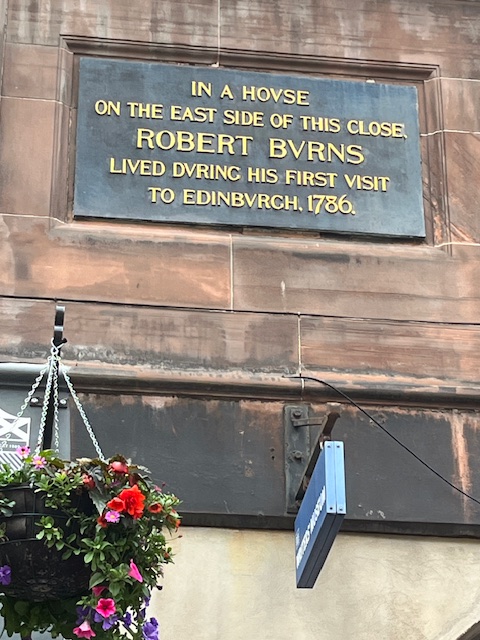 IN A HOVSE
ON THE EAST SIDE OF THIS CLOSE,
ROBERT BVRNS
LIVED DVRING HIS FIRST VISIT
TO EDINBVRGH, 1786.